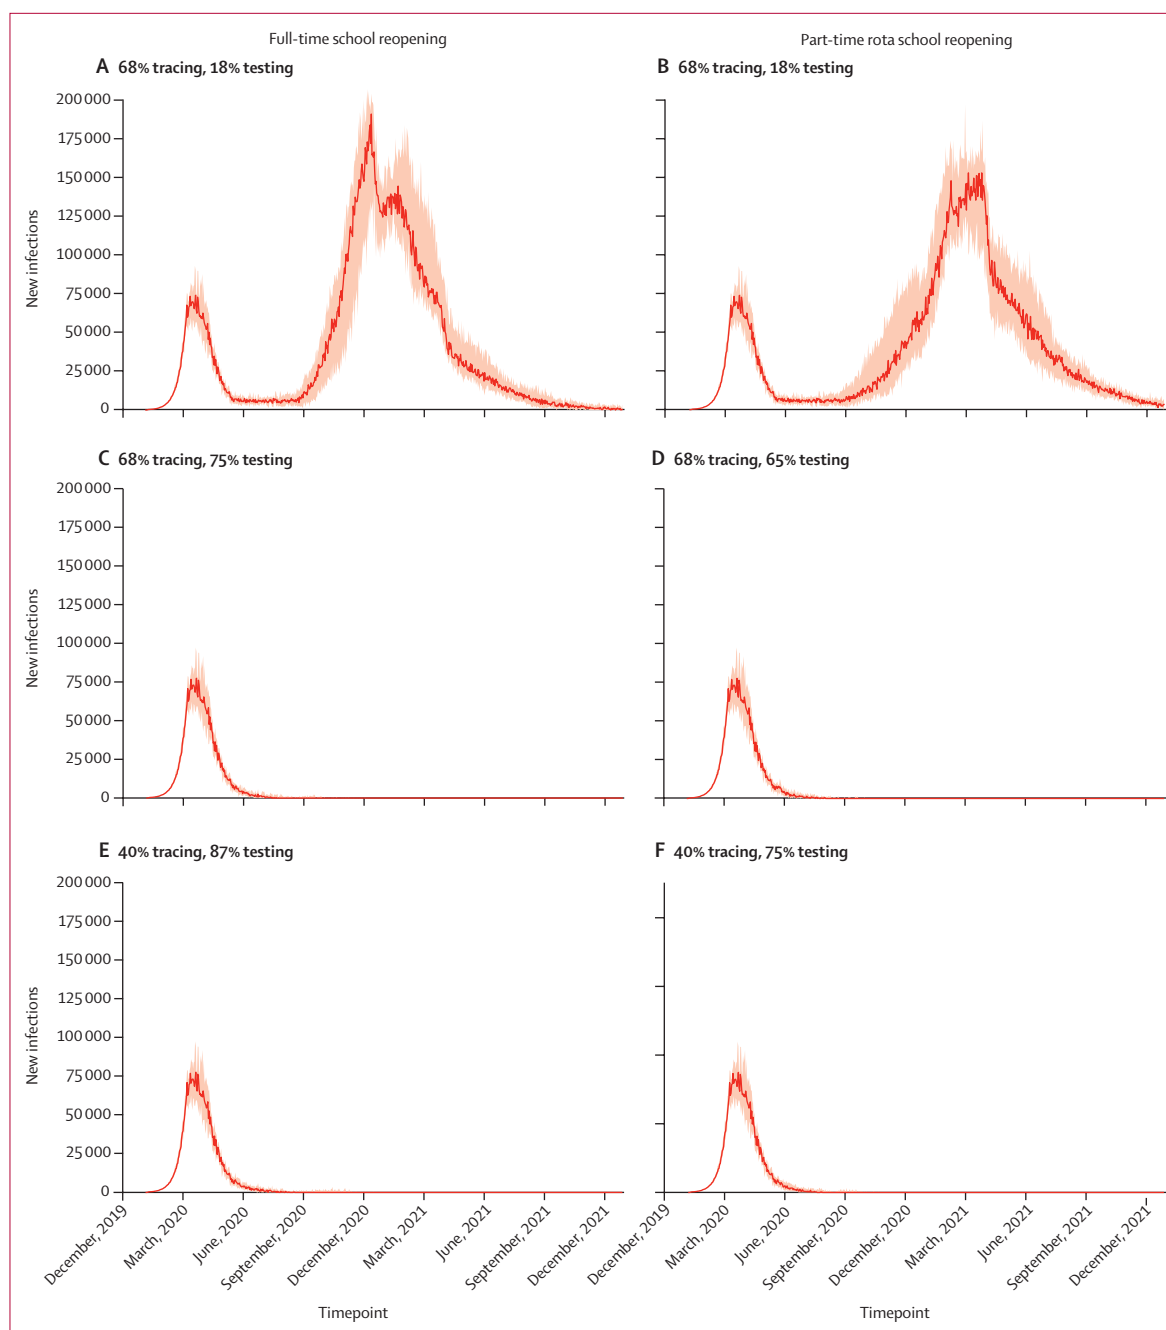 Full-time school reopening
Part-time rota school reopening
A 68% tracing, 18% testing
B 68% tracing, 18% testing
200 000
175 000
150 000
125 000
100 000
75 000
50 000
25 000
0
New infections
C 68% tracing, 75% testing
D 68% tracing, 65% testing
200 000
175 000
150 000
125 000
100 000
75 000
50 000
25 000
0
New infections
E 40% tracing, 87% testing
F 40% tracing, 75% testing
200 000
175 000
150 000
125 000
100 000
75 000
50 000
25 000
0
New infections
December, 2019
March, 2020
June, 2020
September, 2020
December, 2020
March, 2021
June, 2021
September, 2021
December, 2021
December, 2019
March, 2020
June, 2020
September, 2020
December, 2020
March, 2021
June, 2021
September, 2021
December, 2021
Timepoint
Timepoint